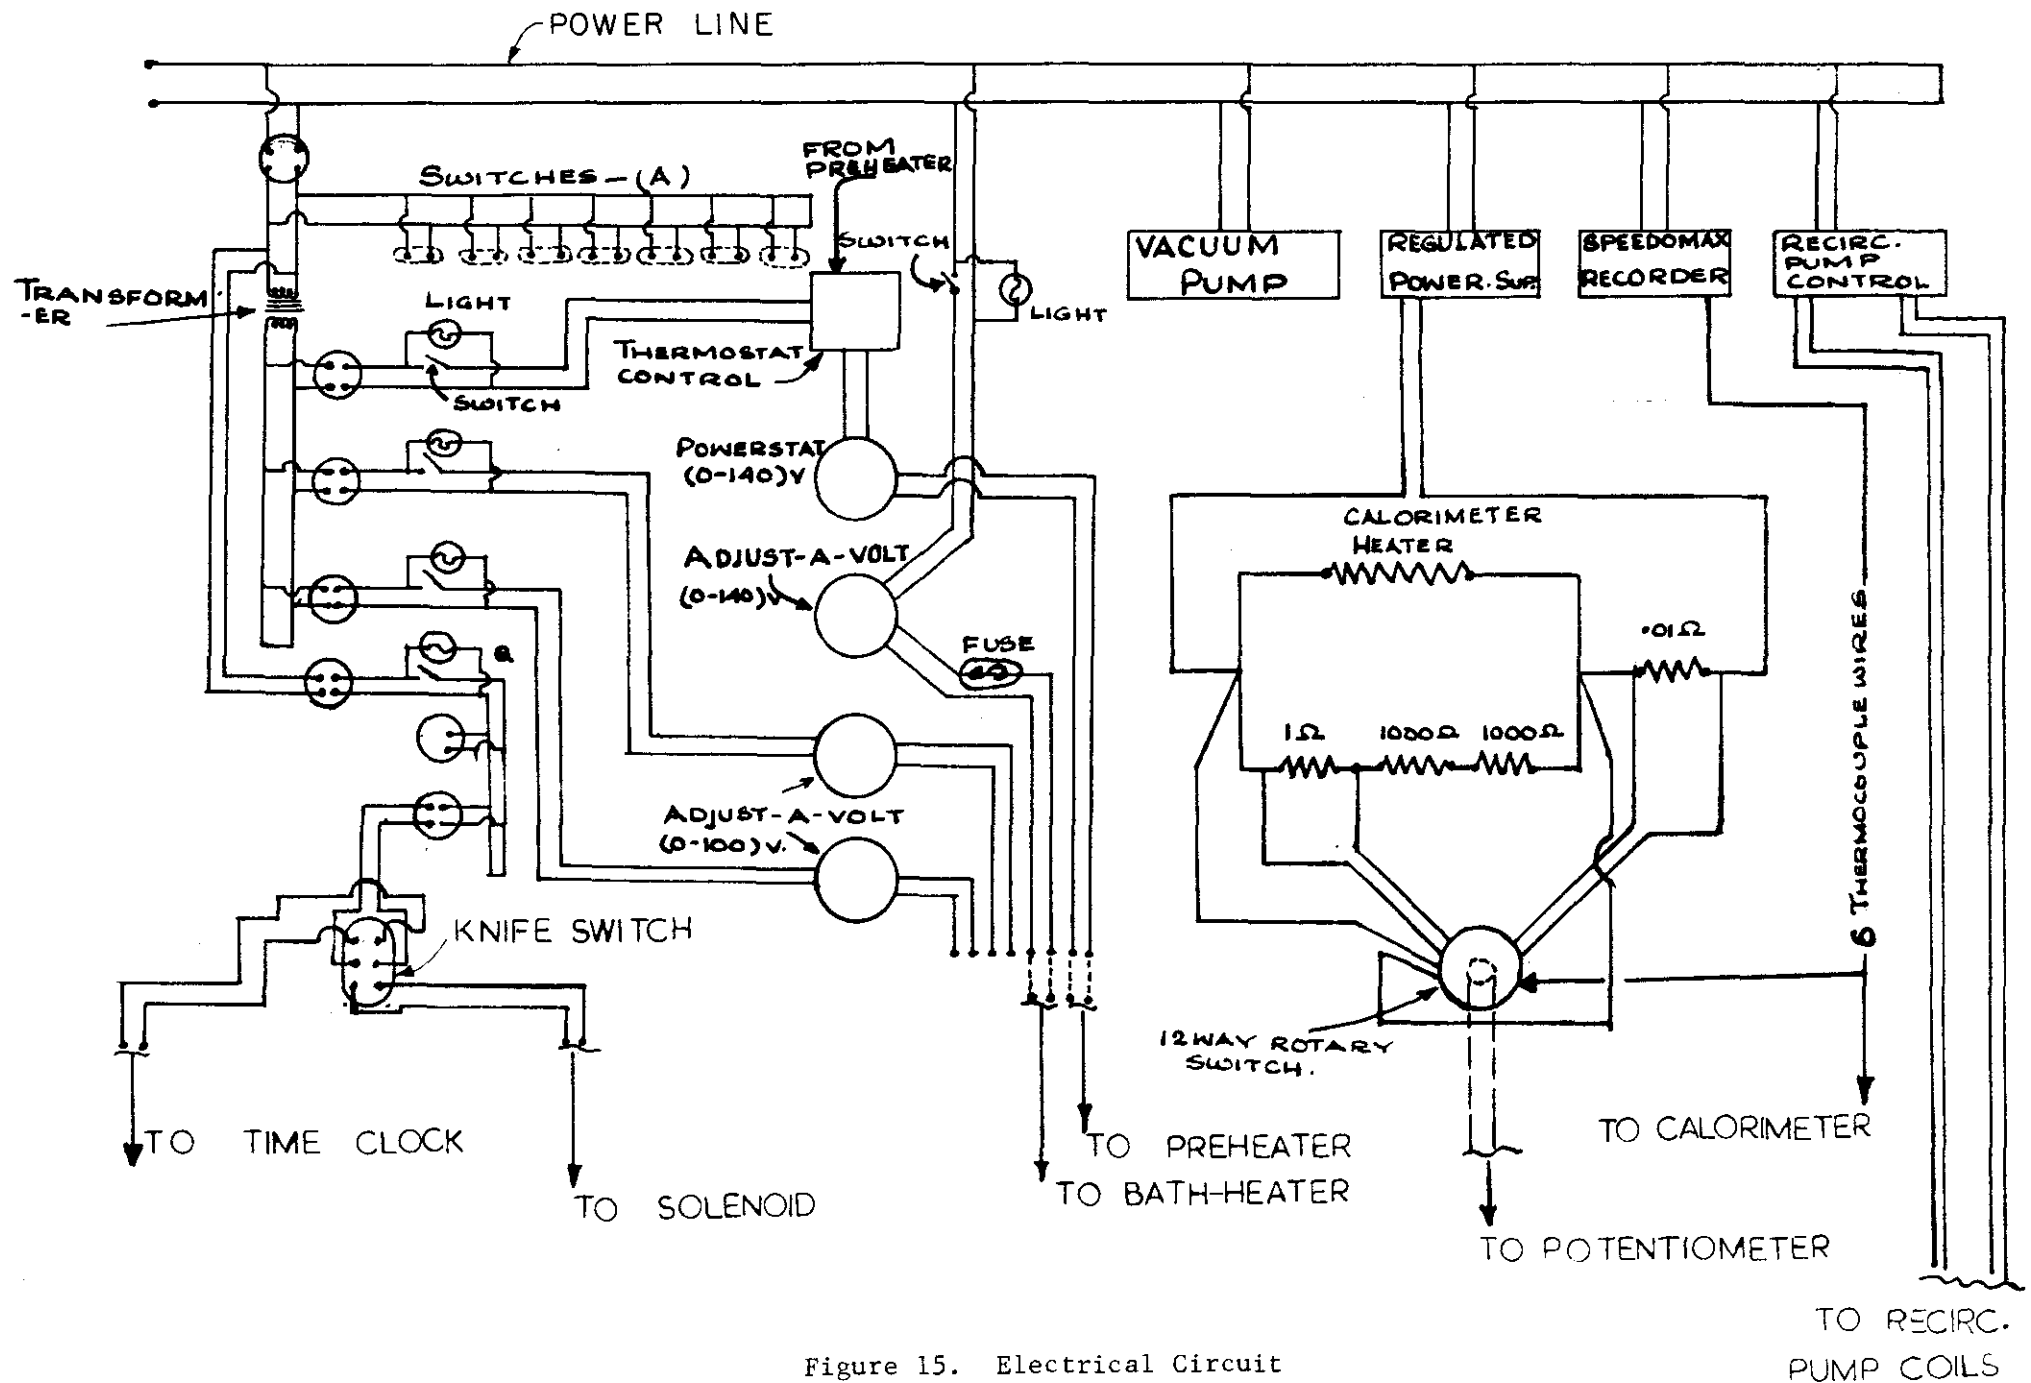 POWER LINE
FROM
PREHEATER
SWITCHES-(A)
SWITCH
LIGHT
TRANSFORM
-ER
LIGHT
SWITCH
THERMOSTAT
CONTROL
VACUUM
PUMP
REGULATED
POWER.SUP.
SPEEDOMAX
RECORDER
RECIRC.
PUMP
CONTROL
POWERSTAT
(0-140)V
ADJUST-A-VOLT
(0-140)V
FUSE
CALORIMETER
HEATER
.01Ω
1Ω
1000Ω
1000Ω
6 THERMOCOUPLE WIRES
ADJUST-A-VOLT
(0-100)V.
KNIFE SWITCH
12 WAY ROTARY
SWITCH.
TO TIME CLOCK
TO SOLENOID
TO PREHEATER
TO BATH-HEATER
TO CALORIMETER
TO POTENTIOMETER
TO RECIRC.
PUMP COILS
Figure 15. Electrical Circuit